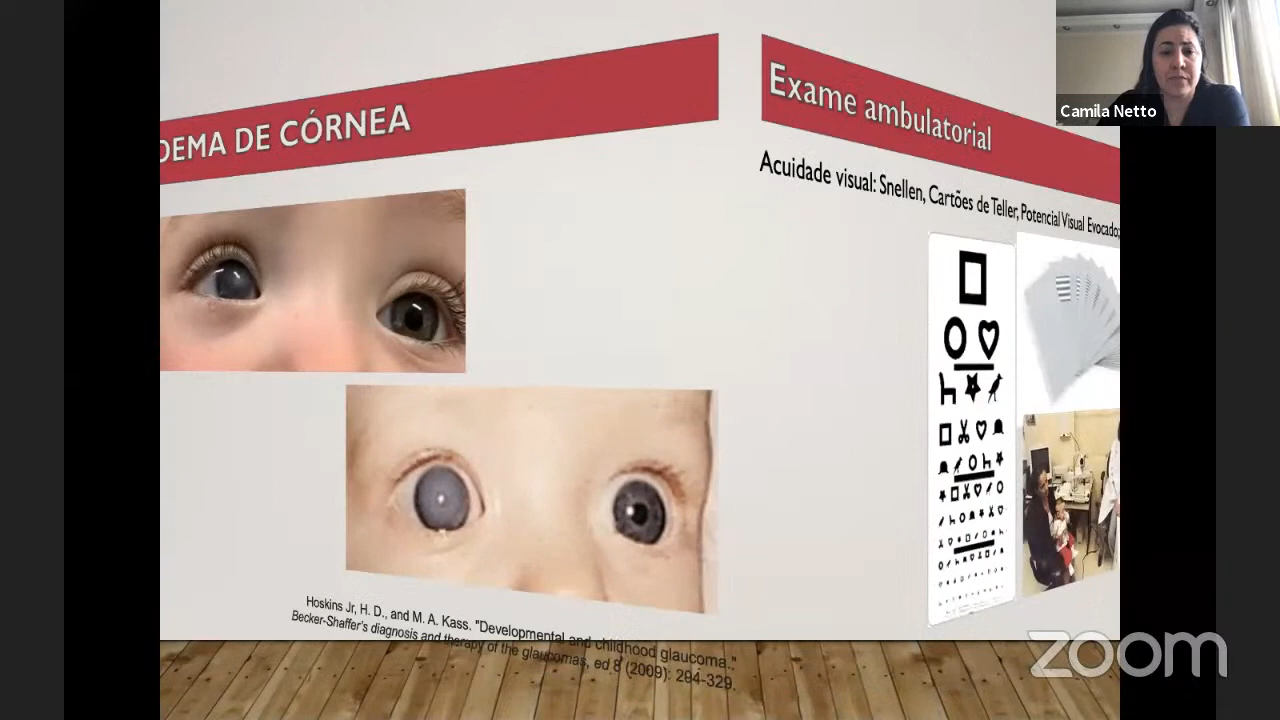 DEMA DE CÓRNEA
Hoskins Jr, H. D., and M. A. Kass. "Developmental and childhood glaucoma."
Becker-Shaffer's diagnosis and therapy of the glaucomas, ed 8 (2009): 294-329.
Exame ambulatorial
Acuidade visual: Snellen, Cartões de Teller, Potencial Visual Evocado;
Camila Netto
zoom